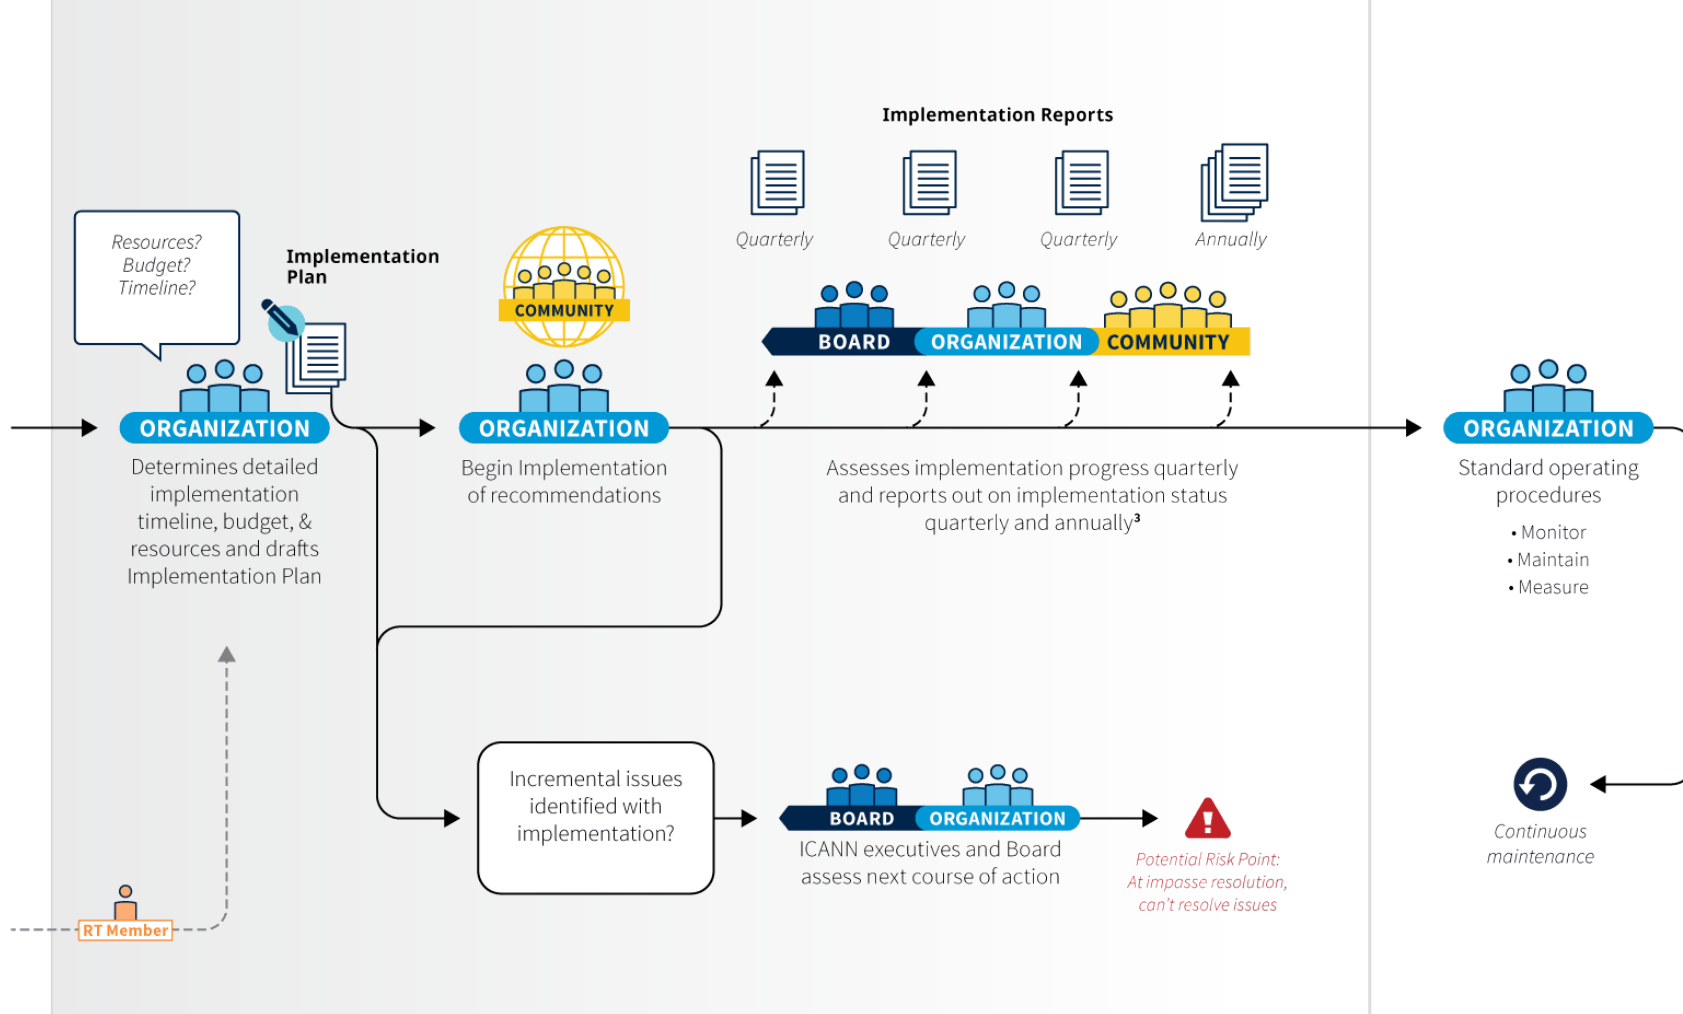 Implementation Reports
Quarterly
Quarterly
Quarterly
Annually
Resources?
Budget?
Timeline?
Implementation
Plan
COMMUNITY
BOARD
ORGANIZATION
COMMUNITY
ORGANIZATION
Determines detailed
implementation
timeline, budget, &
resources and drafts
Implementation Plan
ORGANIZATION
Begin Implementation
of recommendations
Assesses implementation progress quarterly
and reports out on implementation status
quarterly and annually³
ORGANIZATION
Standard operating
procedures
• Monitor
• Maintain
• Measure
Incremental issues
identified with
implementation?
BOARD
ORGANIZATION
ICANN executives and Board
assess next course of action
Potential Risk Point:
At impasse resolution,
can't resolve issues
Continuous
maintenance
RT Member